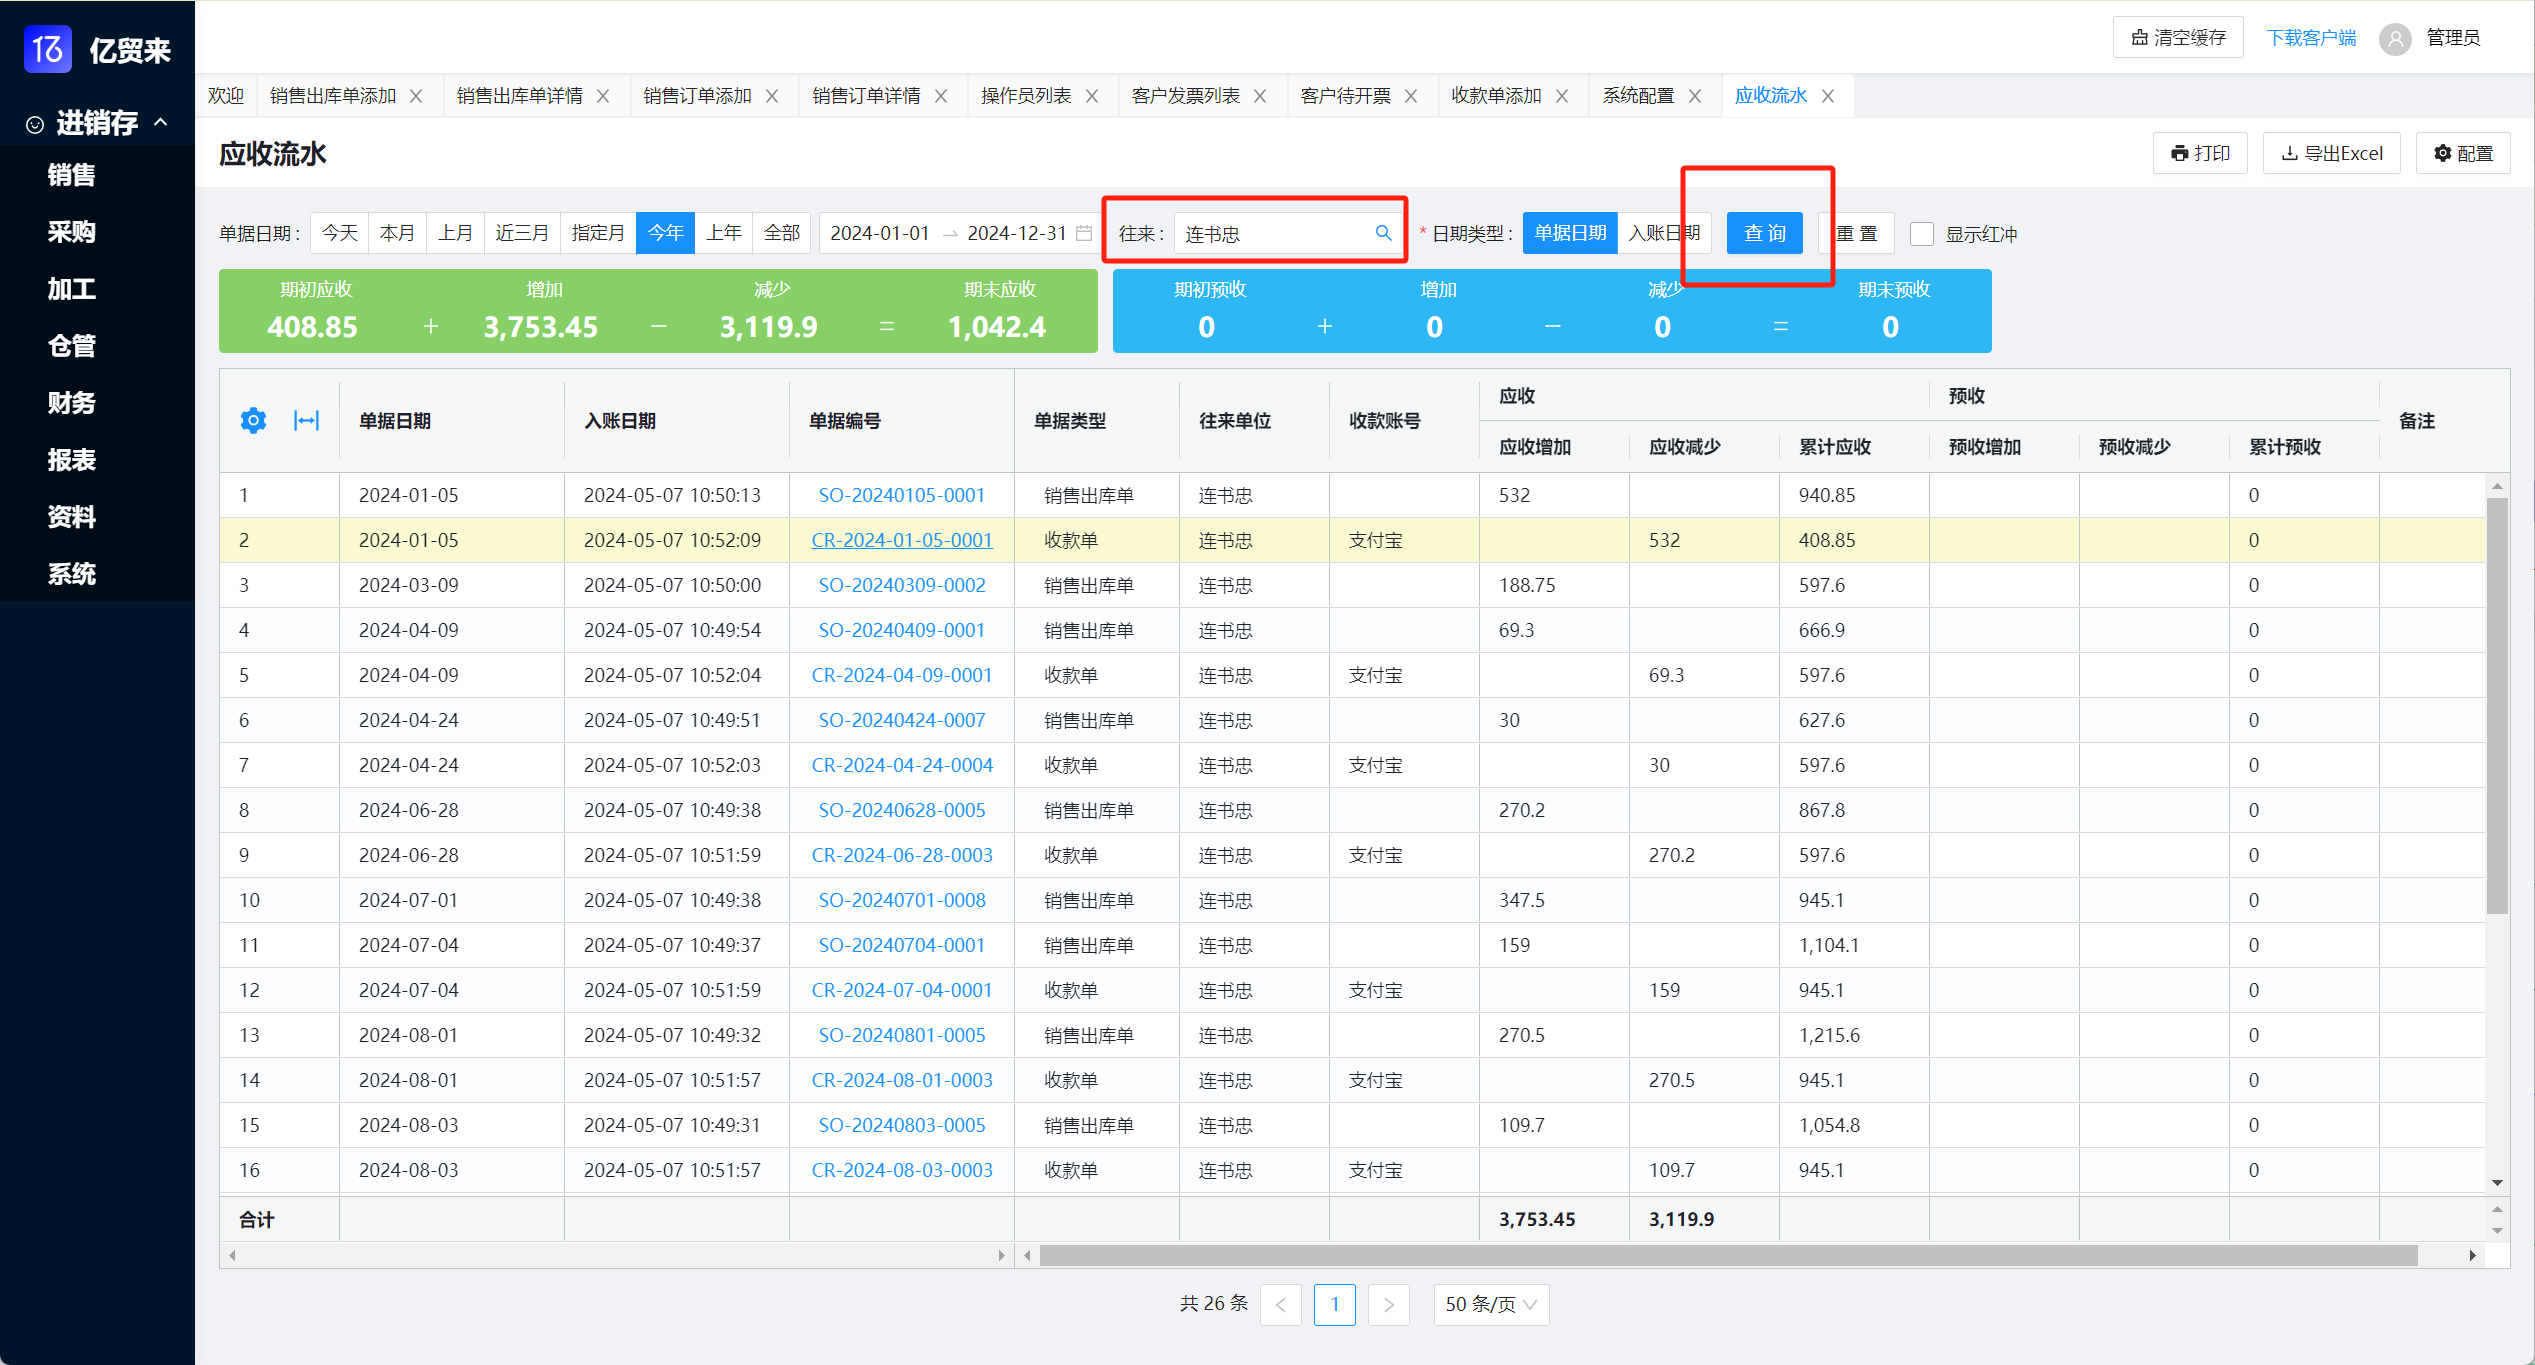 亿贸来
清空缓存 下载客户端 管理员
欢迎 销售出库单添加 销售出库单详情 销售订单添加 销售订单详情 操作员列表 客户发票列表 客户待开票 收款单添加 系统配置 应收流水
进销存
销售
采购
加工
仓管
财务
报表
资料
系统
应收流水 打印 导出Excel 配置
单据日期 : 今天 本月 上月 近三月 指定月 今年 上年 全部 2024-01-01 → 2024-12-31 往来 : 连书忠 * 日期类型 : 单据日期 入账日期 查 询 重 置 显示红冲
期初应收 增加 减少 期末应收 期初预收 增加 减少 期末预收
408.85 + 3,753.45 − 3,119.9 = 1,042.4 0 + 0 − 0 = 0
单据日期 入账日期 单据编号 单据类型 往来单位 收款账号 应收 预收 备注
应收增加 应收减少 累计应收 预收增加 预收减少 累计预收
1 2024-01-05 2024-05-07 10:50:13 SO-20240105-0001 销售出库单 连书忠 532 940.85 0
2 2024-01-05 2024-05-07 10:52:09 CR-2024-01-05-0001 收款单 连书忠 支付宝 532 408.85 0
3 2024-03-09 2024-05-07 10:50:00 SO-20240309-0002 销售出库单 连书忠 188.75 597.6 0
4 2024-04-09 2024-05-07 10:49:54 SO-20240409-0001 销售出库单 连书忠 69.3 666.9 0
5 2024-04-09 2024-05-07 10:52:04 CR-2024-04-09-0001 收款单 连书忠 支付宝 69.3 597.6 0
6 2024-04-24 2024-05-07 10:49:51 SO-20240424-0007 销售出库单 连书忠 30 627.6 0
7 2024-04-24 2024-05-07 10:52:03 CR-2024-04-24-0004 收款单 连书忠 支付宝 30 597.6 0
8 2024-06-28 2024-05-07 10:49:38 SO-20240628-0005 销售出库单 连书忠 270.2 867.8 0
9 2024-06-28 2024-05-07 10:51:59 CR-2024-06-28-0003 收款单 连书忠 支付宝 270.2 597.6 0
10 2024-07-01 2024-05-07 10:49:38 SO-20240701-0008 销售出库单 连书忠 347.5 945.1 0
11 2024-07-04 2024-05-07 10:49:37 SO-20240704-0001 销售出库单 连书忠 159 1,104.1 0
12 2024-07-04 2024-05-07 10:51:59 CR-2024-07-04-0001 收款单 连书忠 支付宝 159 945.1 0
13 2024-08-01 2024-05-07 10:49:32 SO-20240801-0005 销售出库单 连书忠 270.5 1,215.6 0
14 2024-08-01 2024-05-07 10:51:57 CR-2024-08-01-0003 收款单 连书忠 支付宝 270.5 945.1 0
15 2024-08-03 2024-05-07 10:49:31 SO-20240803-0005 销售出库单 连书忠 109.7 1,054.8 0
16 2024-08-03 2024-05-07 10:51:57 CR-2024-08-03-0003 收款单 连书忠 支付宝 109.7 945.1 0
合计 3,753.45 3,119.9
共 26 条 < 1 > 50 条/页